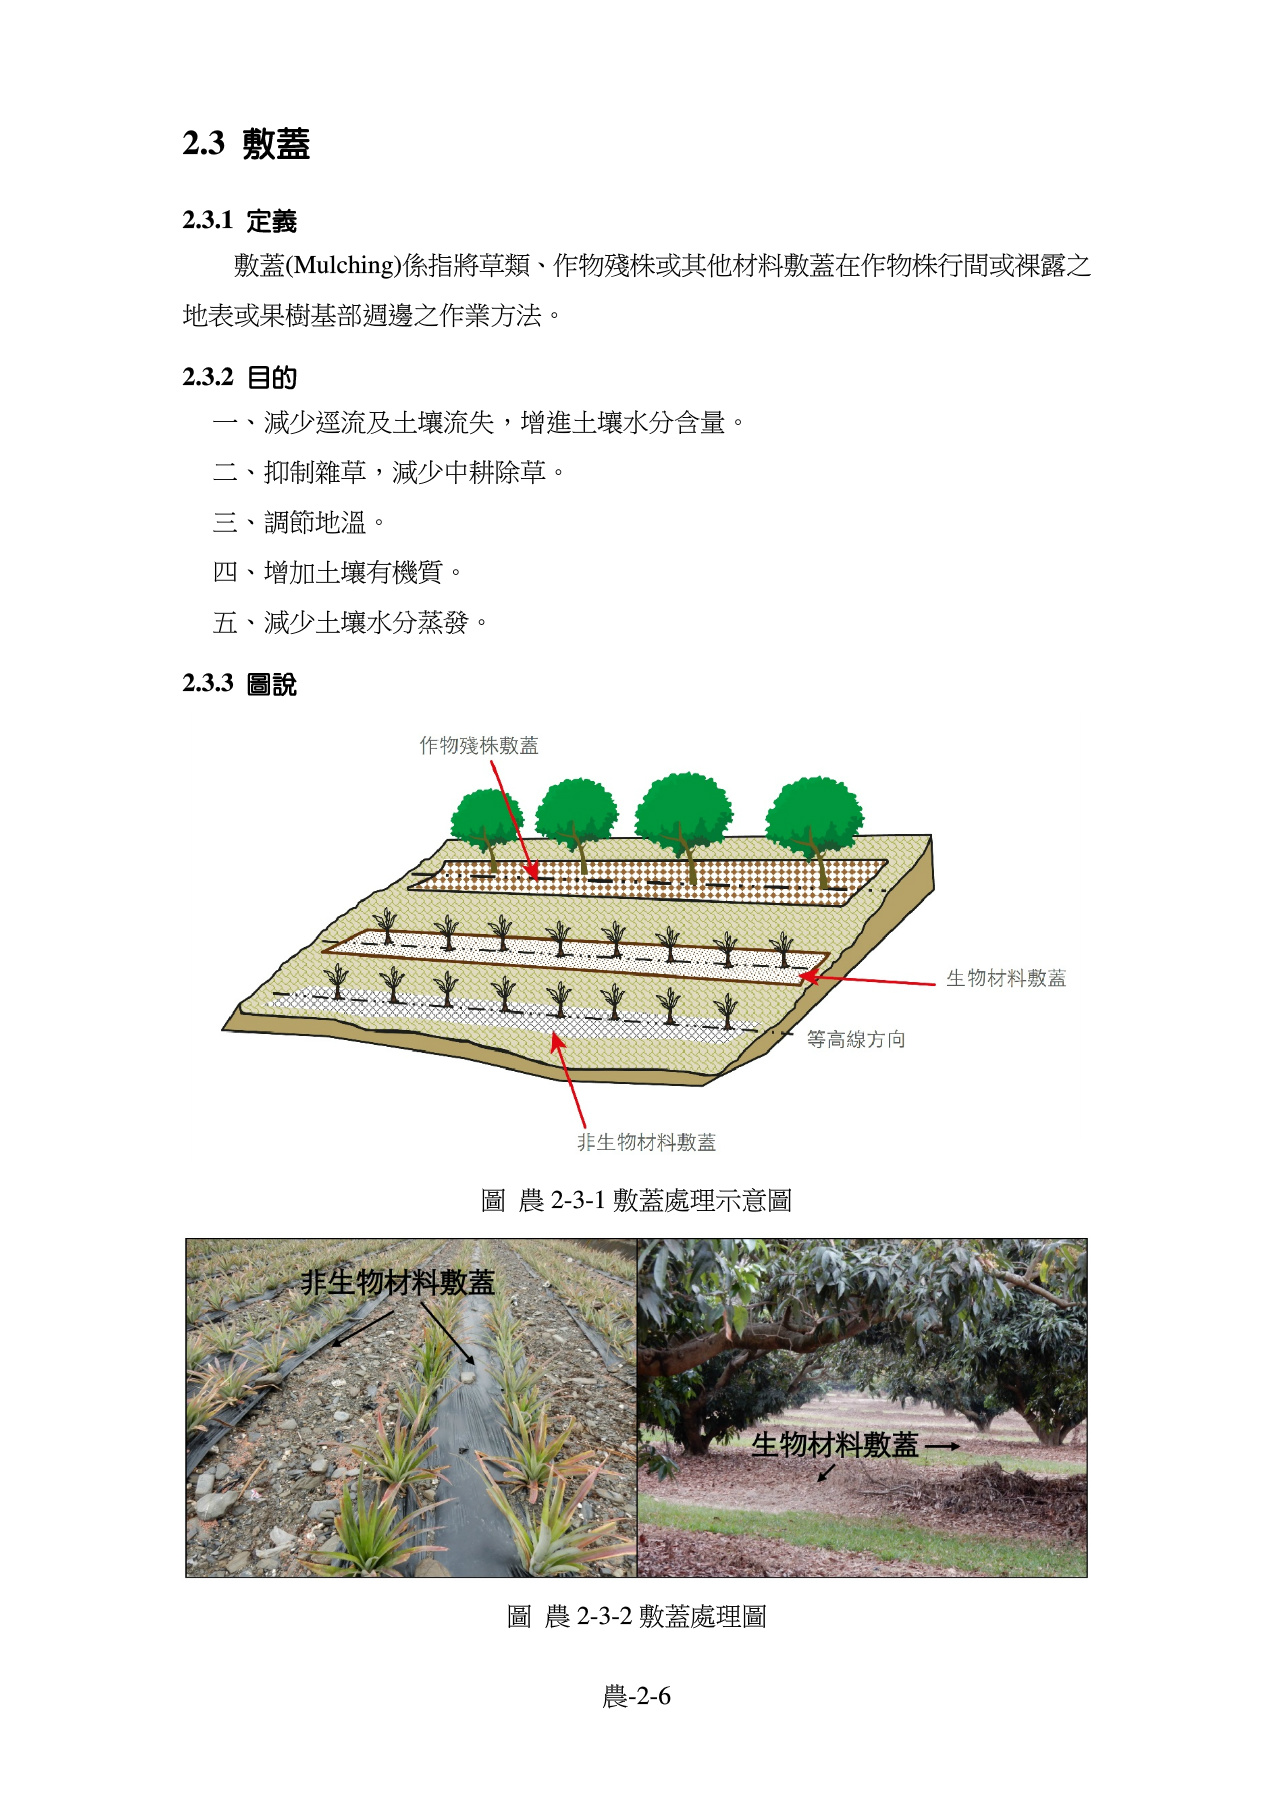 2.3 敷蓋
2.3.1 定義
敷蓋(Mulching)係指將草類、作物殘株或其他材料敷蓋在作物株行間或裸露之
地表或果樹基部週邊之作業方法。
2.3.2 目的
一、減少逕流及土壤流失，增進土壤水分含量。
二、抑制雜草，減少中耕除草。
三、調節地溫。
四、增加土壤有機質。
五、減少土壤水分蒸發。
2.3.3 圖說
作物殘株敷蓋
生物材料敷蓋
等高線方向
非生物材料敷蓋
圖 農 2-3-1 敷蓋處理示意圖
非生物材料敷蓋
生物材料敷蓋
圖 農 2-3-2 敷蓋處理圖
農-2-6